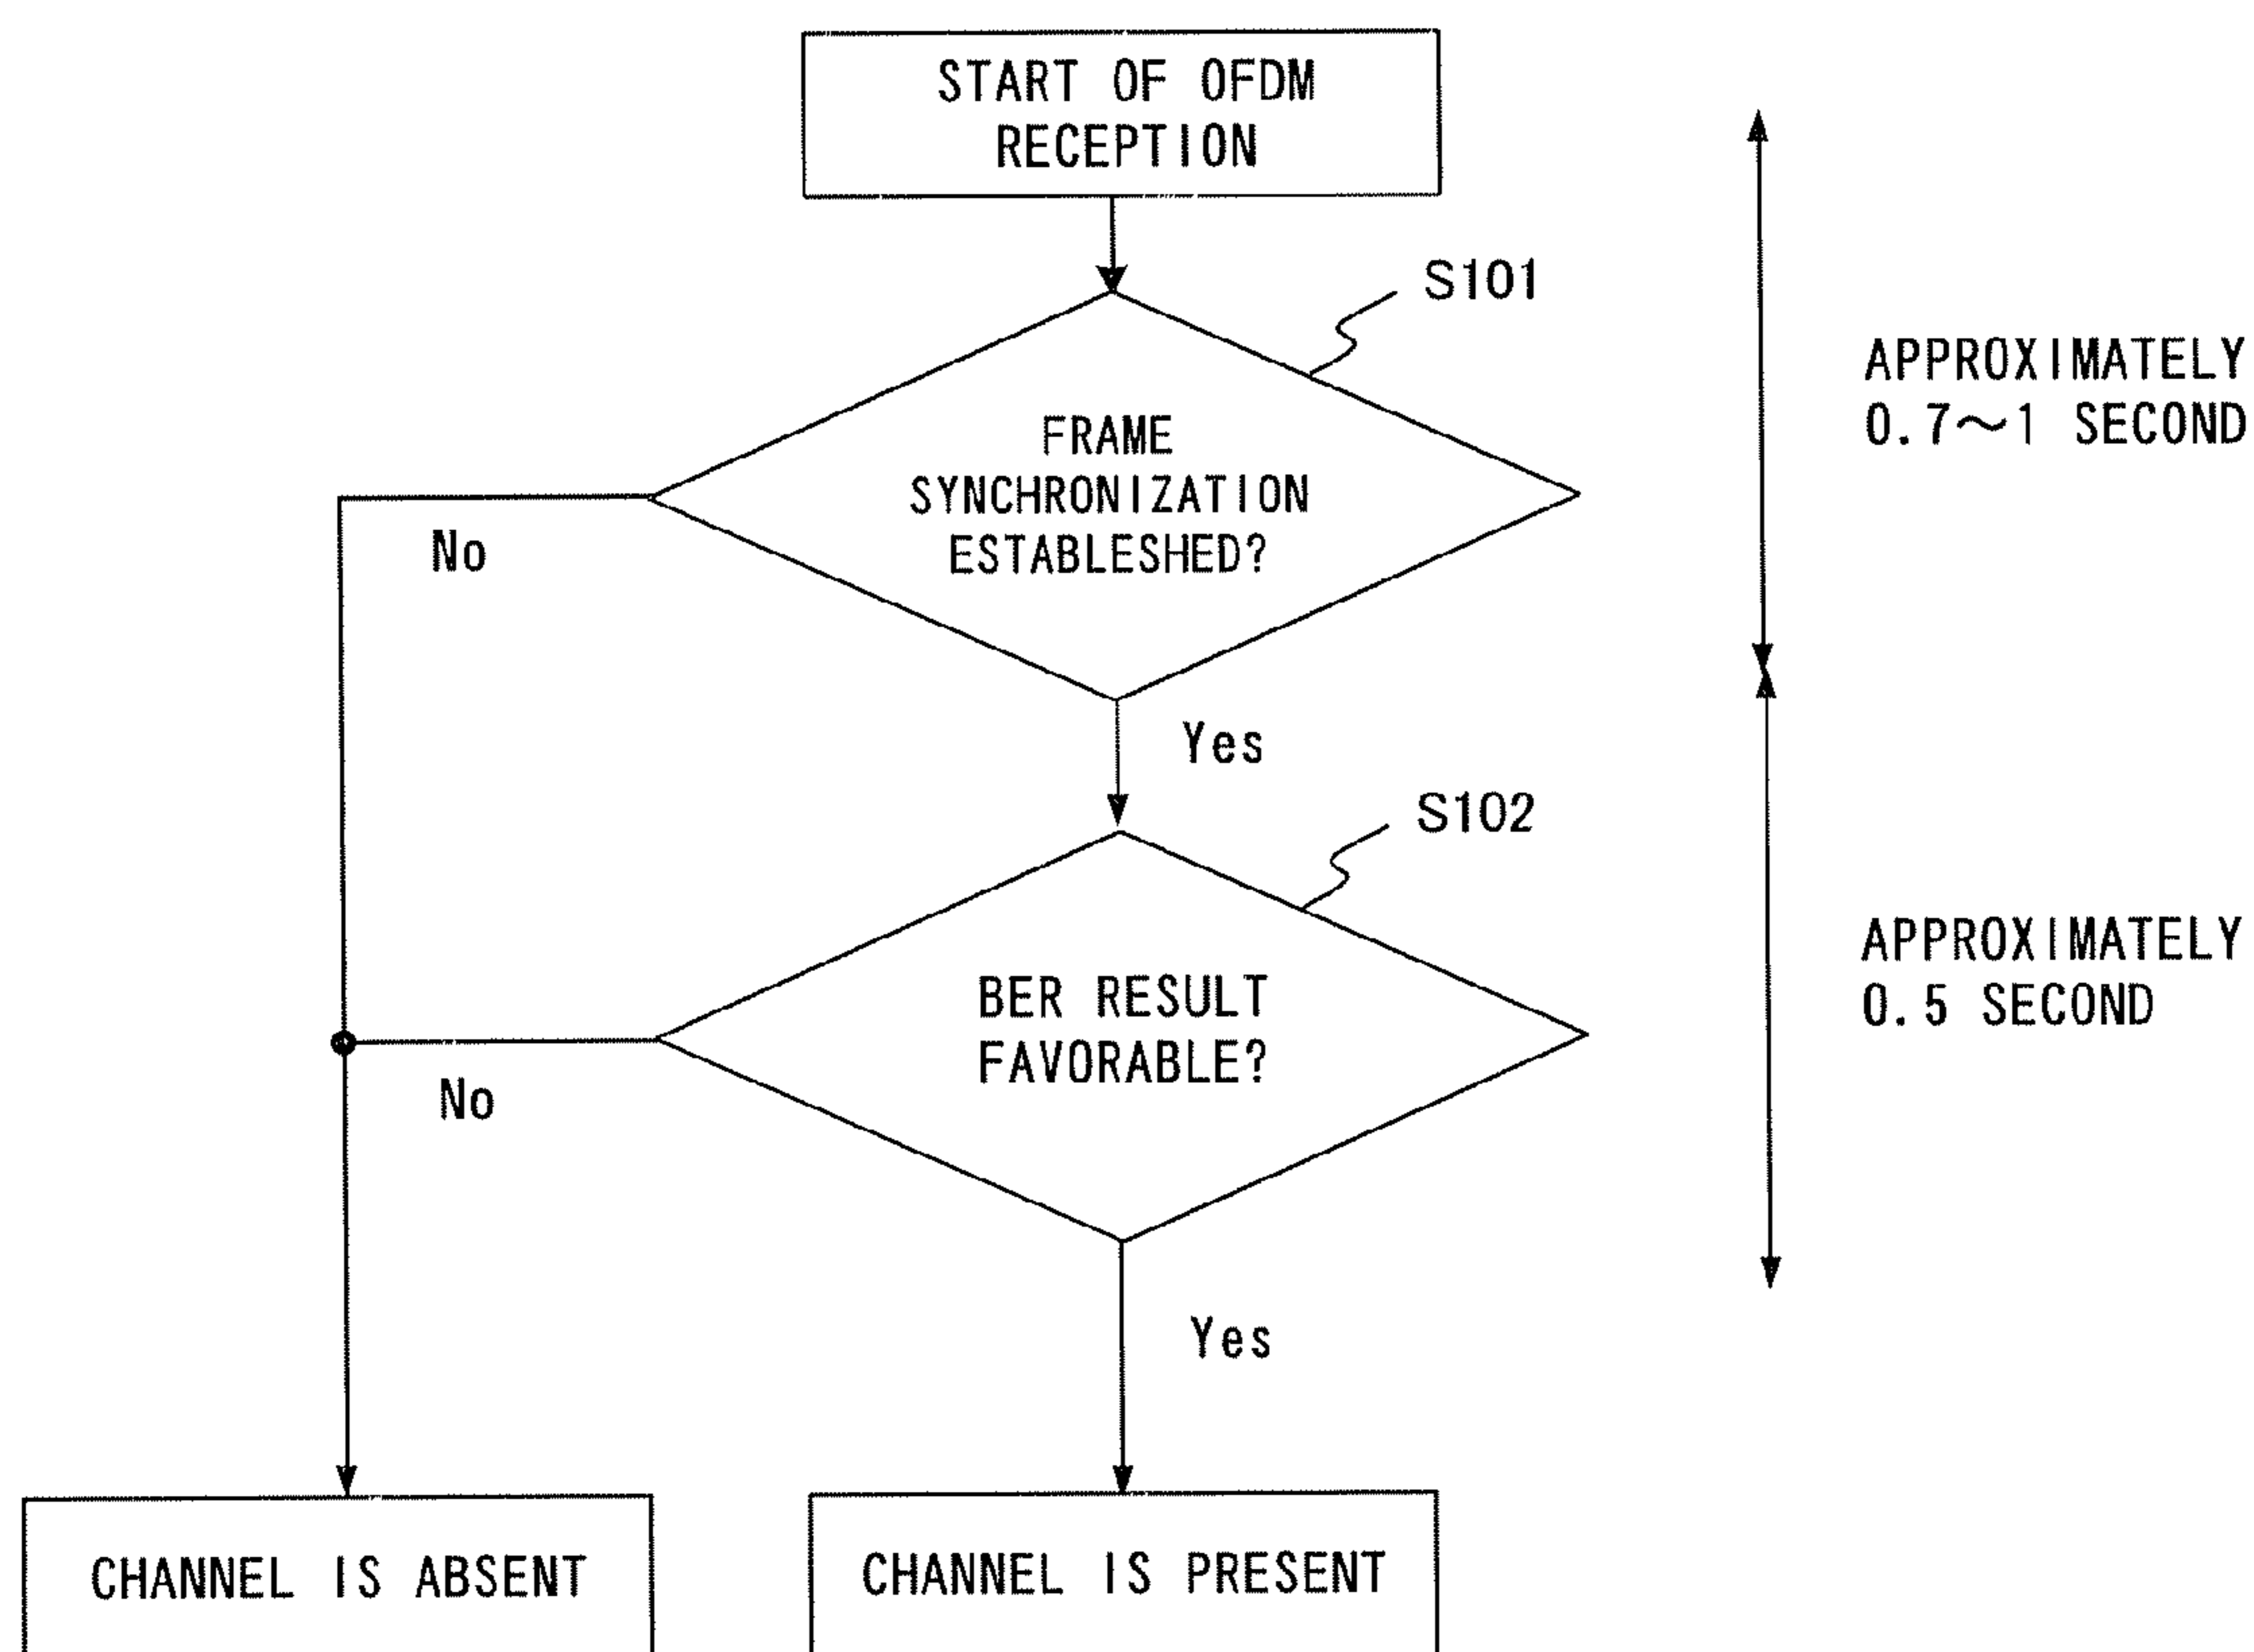 START OF OFDM
RECEPTION
S101
APPROXIMATELY
0.7～1 SECOND
FRAME
SYNCHRONIZATION
ESTABLESHED?
No
Yes
S102
APPROXIMATELY
0.5 SECOND
BER RESULT
FAVORABLE?
No
Yes
CHANNEL IS ABSENT
CHANNEL IS PRESENT